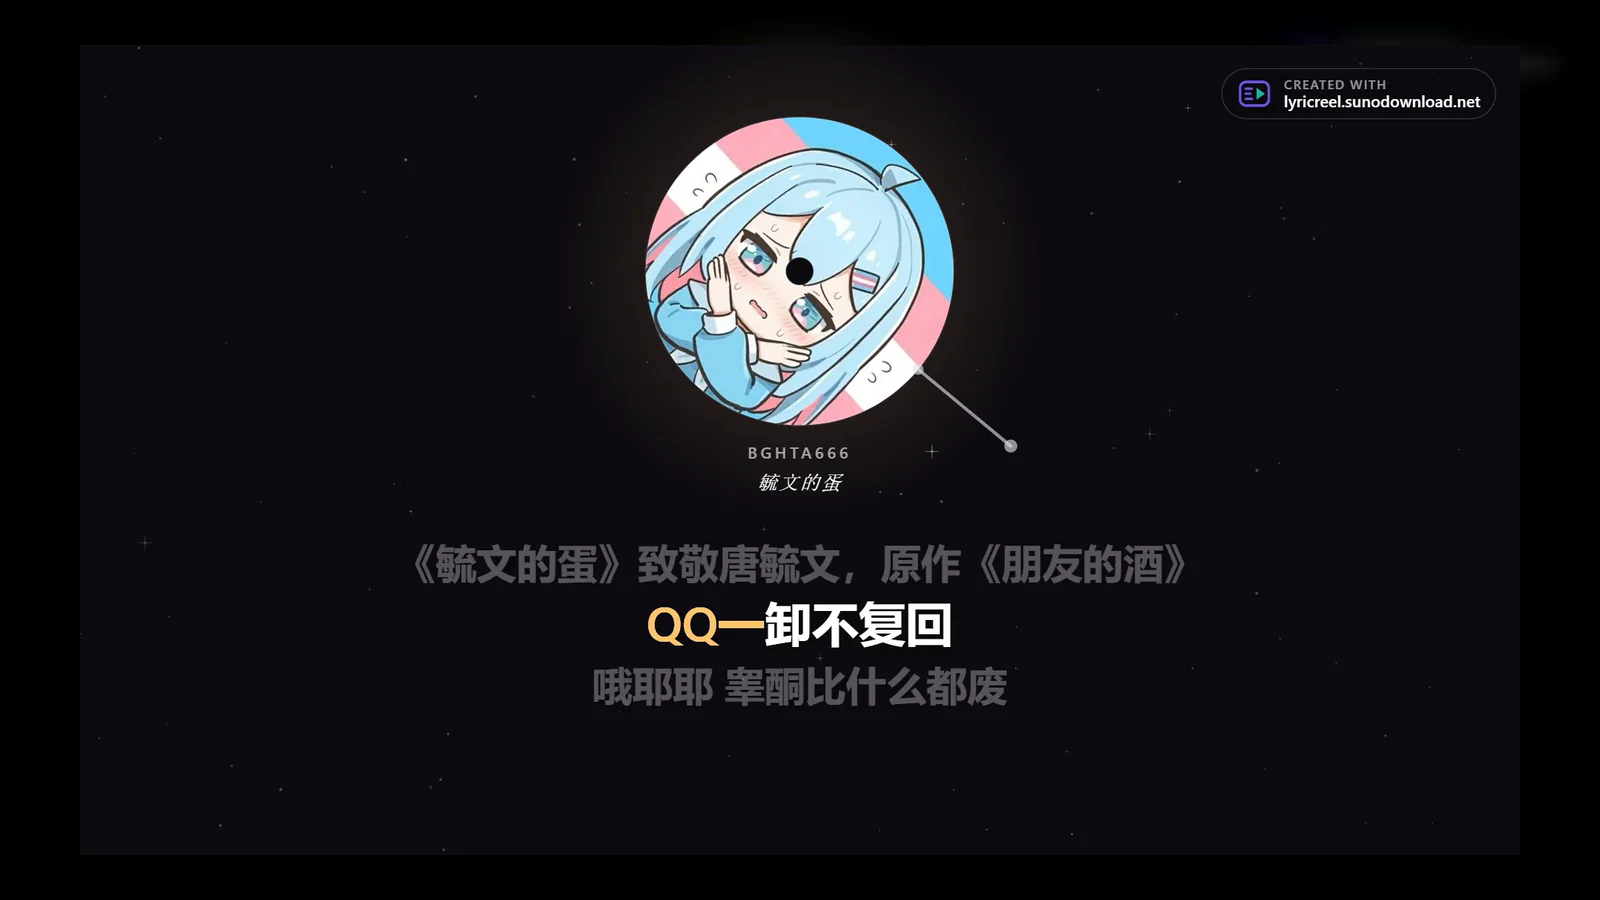 CREATED WITH
lyricreel.sunodownload.net
BGHTA666
毓文的蛋
《毓文的蛋》致敬唐毓文，原作《朋友的酒》
QQ一卸不复回
哦耶耶 睾酮比什么都废